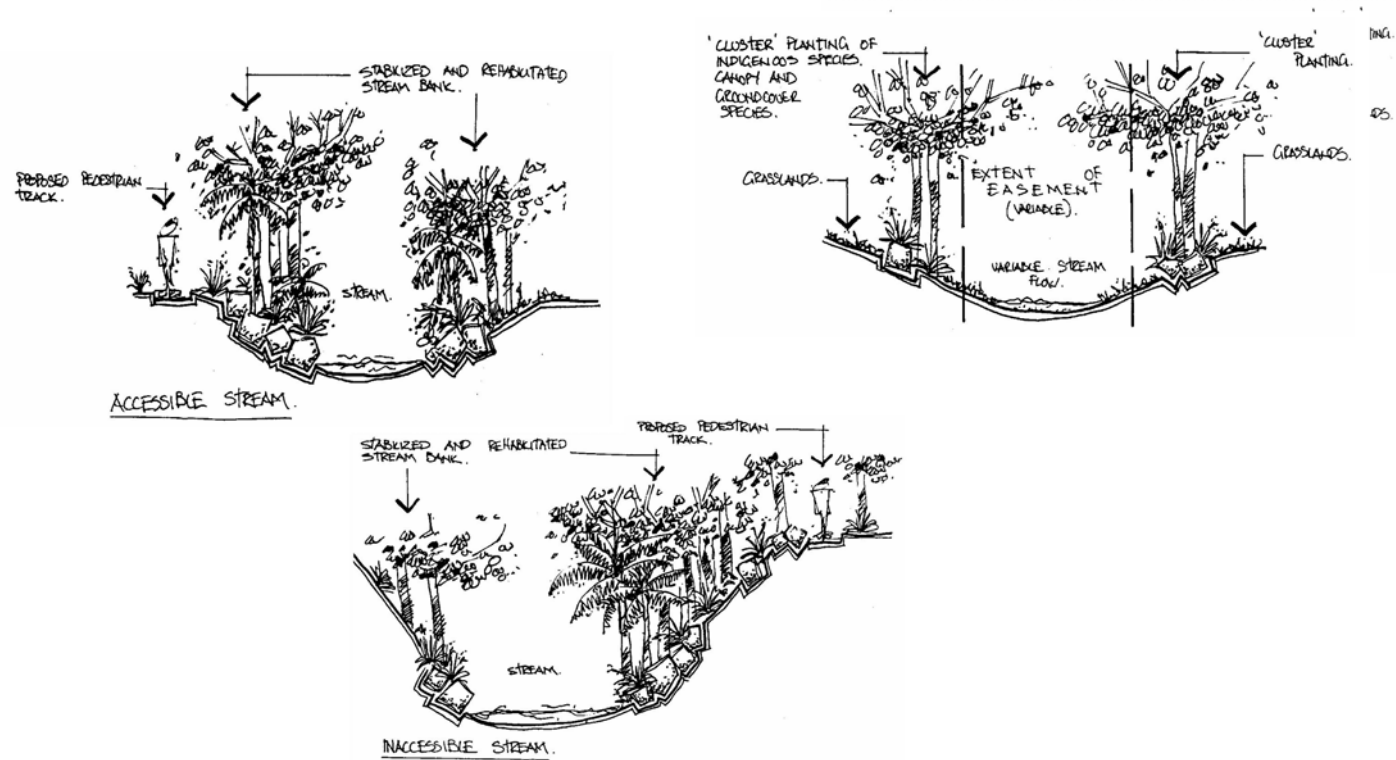 STABILIZED AND REHABILITATED
STREAM BANK.
PROPOSED PEDESTRIAN
TRACK.
STREAM.
ACCESSIBLE STREAM.
'CLUSTER' PLANTING OF
INDIGENOUS SPECIES.
CANOPY AND
GROUNDCOVER
SPECIES.
'CLUSTER'
PLANTING.
GRASSLANDS.
GRASSLANDS.
EXTENT OF
EASEMENT
(VARIABLE).
VARIABLE STREAM
FLOW.
STABILIZED AND REHABILITATED
STREAM BANK.
PROPOSED PEDESTRIAN
TRACK.
STREAM.
INACCESSIBLE STREAM.